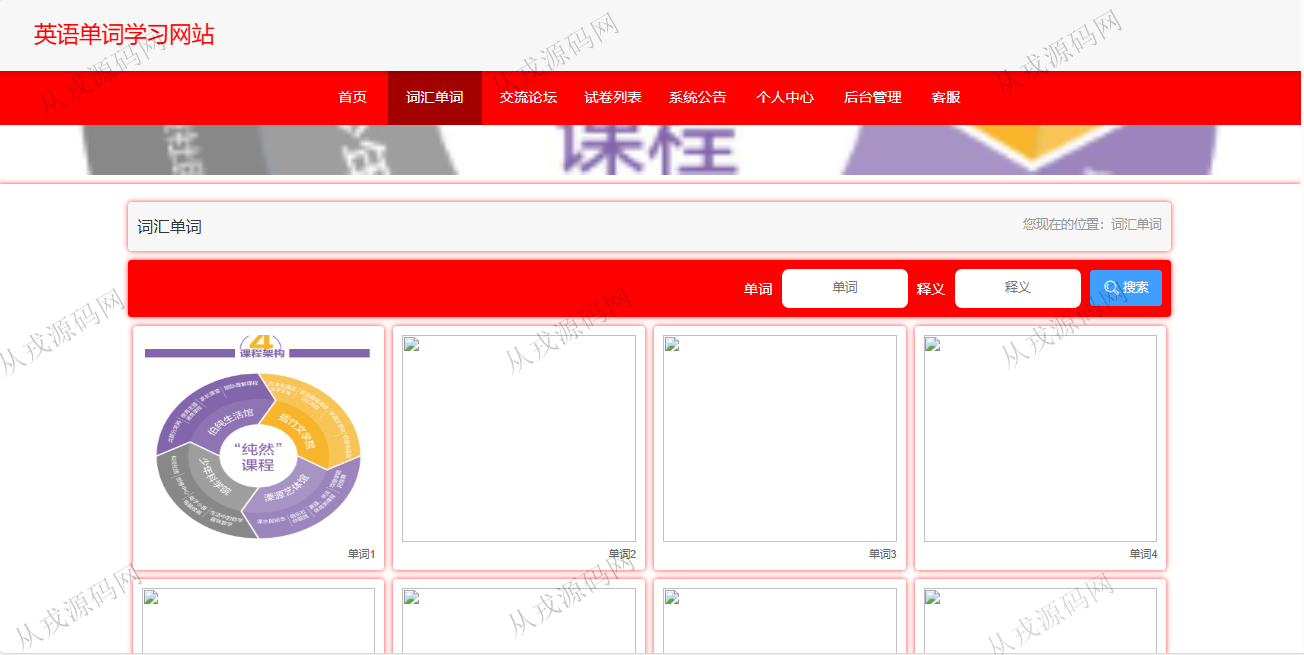 英语单词学习网站
首页 词汇单词 交流论坛 试卷列表 系统公告 个人中心 后台管理 客服
课程
词汇单词
您现在的位置：词汇单词
单词 单词 释义 释义 搜索
4
课程架构
伯纯生活馆
插竹文学院
“纯然”
课程
少年科学院
溧源艺体馆
单词1
单词2
单词3
单词4
从戎源码网
从戎源码网
从戎源码网
从戎源码网
从戎源码网
从戎源码网
从戎源码网
从戎源码网
从戎源码网